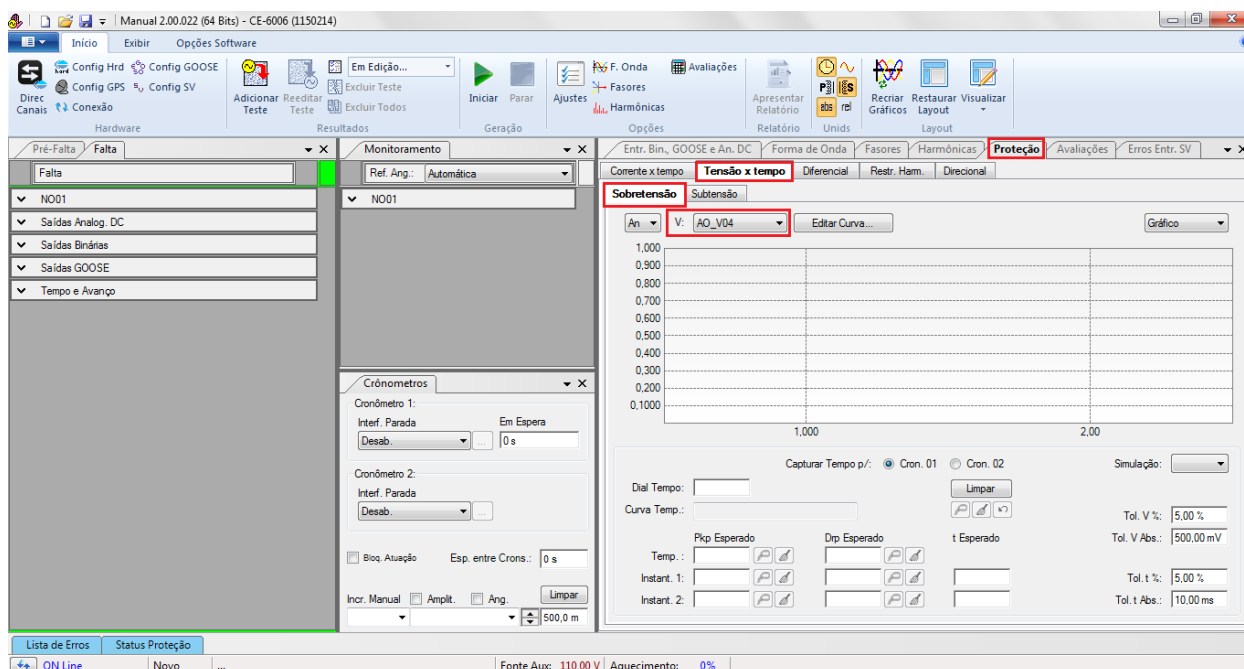 Manual 2.00.022 (64 Bits) - CE-6006 (1150214)
Início Exibir Opções Software
Direc Canais
Config Hrd Config GOOSE
Config GPS Config SV
Conexão
Hardware
Adicionar Teste
Reeditar Teste
Em Edição...
Excluir Teste
Excluir Todos
Resultados
Iniciar Parar
Geração
Ajustes
F. Onda Avaliações
Fasores
Harmônicas
Opções
Apresentar Relatório
Relatório
abs rel
Unids
Recriar Gráficos
Restaurar Layout
Visualizar
Layout
Pré-Falta Falta
Falta
NO01
Saídas Analog. DC
Saídas Binárias
Saídas GOOSE
Tempo e Avanço
Monitoramento
Ref. Ang.: Automática
NO01
Crônometros
Cronômetro 1:
Interf. Parada Em Espera
Desab. ... 0 s
Cronômetro 2:
Interf. Parada
Desab. ...
Bloq. Atuação Esp. entre Crons.: 0 s
Incr. Manual Amplit. Ang. Limpar
500,0 m
Entr. Bin., GOOSE e An. DC Forma de Onda Fasores Harmônicas Proteção Avaliações Erros Entr. SV
Corrente x tempo Tensão x tempo Diferencial Restr. Harm. Direcional
Sobretensão Subtensão
An V: AO_V04 Editar Curva... Gráfico
1,000
0,900
0,800
0,700
0,600
0,500
0,400
0,300
0,200
0,1000
1,000 2,00
Capturar Tempo p/: Cron. 01 Cron. 02 Simulação:
Dial Tempo: Limpar
Curva Temp.: Tol. V %: 5,00 %
Pkp Esperado Drp Esperado t Esperado Tol. V Abs.: 500,00 mV
Temp. :
Instant. 1: Tol. t %: 5,00 %
Instant. 2: Tol. t Abs.: 10,00 ms
Lista de Erros Status Proteção
ON Line Novo ... Fonte Aux: 110,00 V Aquecimento: 0%